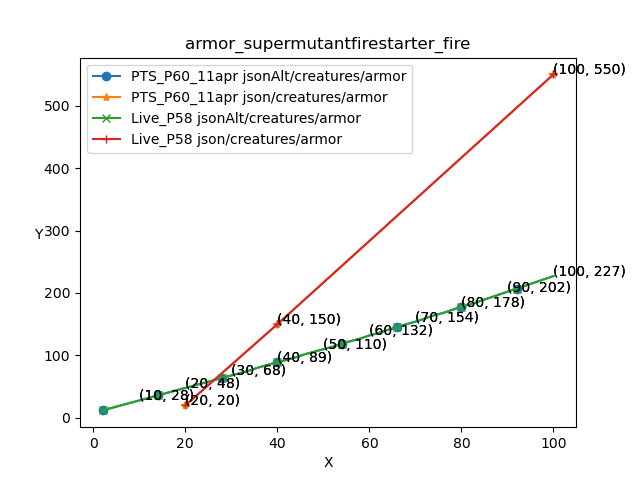 armor_supermutantfirestarter_fire
PTS_P60_11apr jsonAlt/creatures/armor
PTS_P60_11apr json/creatures/armor
Live_P58 jsonAlt/creatures/armor
Live_P58 json/creatures/armor
(100, 550)
(100, 227)
(90, 202)
(80, 178)
(70, 154)
(60, 132)
(50, 110)
(40, 150)
(40, 89)
(30, 68)
(20, 48)
(20, 20)
(10, 28)
Y
500
400
300
200
100
0
0 20 40 60 80 100
X